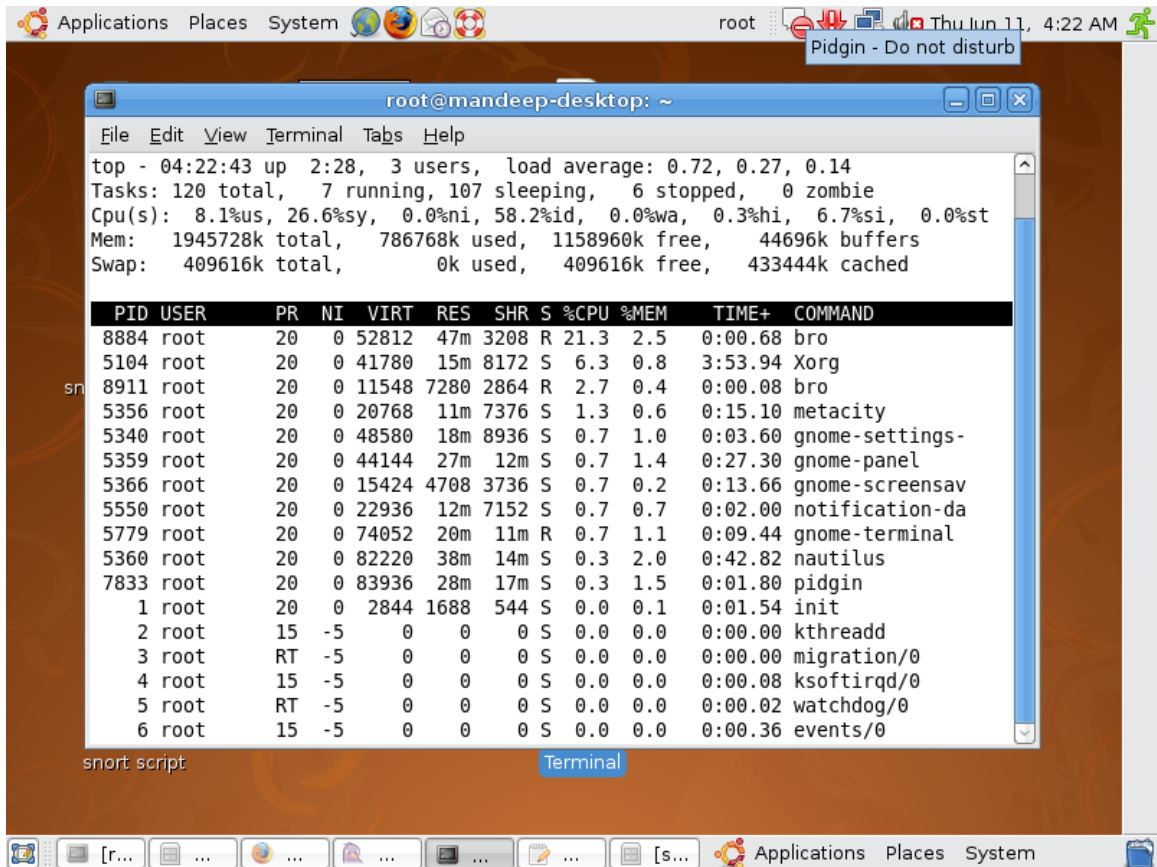 Applications Places System root Thu Jun 11, 4:22 AM
Pidgin - Do not disturb
root@mandeep-desktop: ~
File Edit View Terminal Tabs Help
top - 04:22:43 up  2:28,  3 users,  load average: 0.72, 0.27, 0.14
Tasks: 120 total,   7 running, 107 sleeping,   6 stopped,   0 zombie
Cpu(s):  8.1%us, 26.6%sy,  0.0%ni, 58.2%id,  0.0%wa,  0.3%hi,  6.7%si,  0.0%st
Mem:   1945728k total,   786768k used,  1158960k free,    44696k buffers
Swap:   409616k total,        0k used,   409616k free,   433444k cached
PID USER      PR  NI  VIRT  RES  SHR S %CPU %MEM    TIME+  COMMAND
8884 root      20   0 52812  47m 3208 R 21.3  2.5   0:00.68 bro
5104 root      20   0 41780  15m 8172 S  6.3  0.8   3:53.94 Xorg
sn
8911 root      20   0 11548 7280 2864 R  2.7  0.4   0:00.08 bro
5356 root      20   0 20768  11m 7376 S  1.3  0.6   0:15.10 metacity
5340 root      20   0 48580  18m 8936 S  0.7  1.0   0:03.60 gnome-settings-
5359 root      20   0 44144  27m  12m S  0.7  1.4   0:27.30 gnome-panel
5366 root      20   0 15424 4708 3736 S  0.7  0.2   0:13.66 gnome-screensav
5550 root      20   0 22936  12m 7152 S  0.7  0.7   0:02.00 notification-da
5779 root      20   0 74052  20m  11m R  0.7  1.1   0:09.44 gnome-terminal
5360 root      20   0 82220  38m  14m S  0.3  2.0   0:42.82 nautilus
7833 root      20   0 83936  28m  17m S  0.3  1.5   0:01.80 pidgin
1 root      20   0  2844 1688  544 S  0.0  0.1   0:01.54 init
2 root      15  -5     0    0    0 S  0.0  0.0   0:00.00 kthreadd
3 root      RT  -5     0    0    0 S  0.0  0.0   0:00.00 migration/0
4 root      15  -5     0    0    0 S  0.0  0.0   0:00.08 ksoftirqd/0
5 root      RT  -5     0    0    0 S  0.0  0.0   0:00.02 watchdog/0
6 root      15  -5     0    0    0 S  0.0  0.0   0:00.36 events/0
snort script
Terminal
[r... ... ... ... ... ... [s... Applications Places System